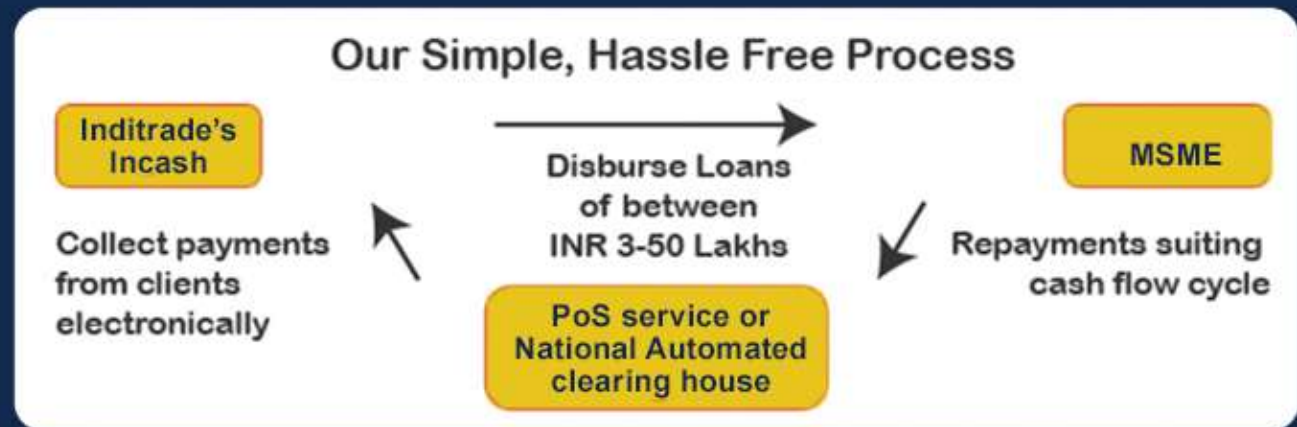 Our Simple, Hassle Free Process
Inditrade's
Incash
Disburse Loans
of between
INR 3-50 Lakhs
MSME
Collect payments
from clients
electronically
Repayments suiting
cash flow cycle
PoS service or
National Automated
clearing house